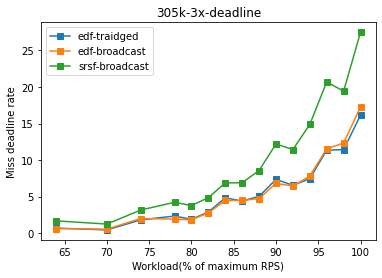 305k-3x-deadline
edf-traidged
edf-broadcast
srsf-broadcast
Miss deadline rate
25
20
15
10
5
0
65 70 75 80 85 90 95 100
Workload(% of maximum RPS)